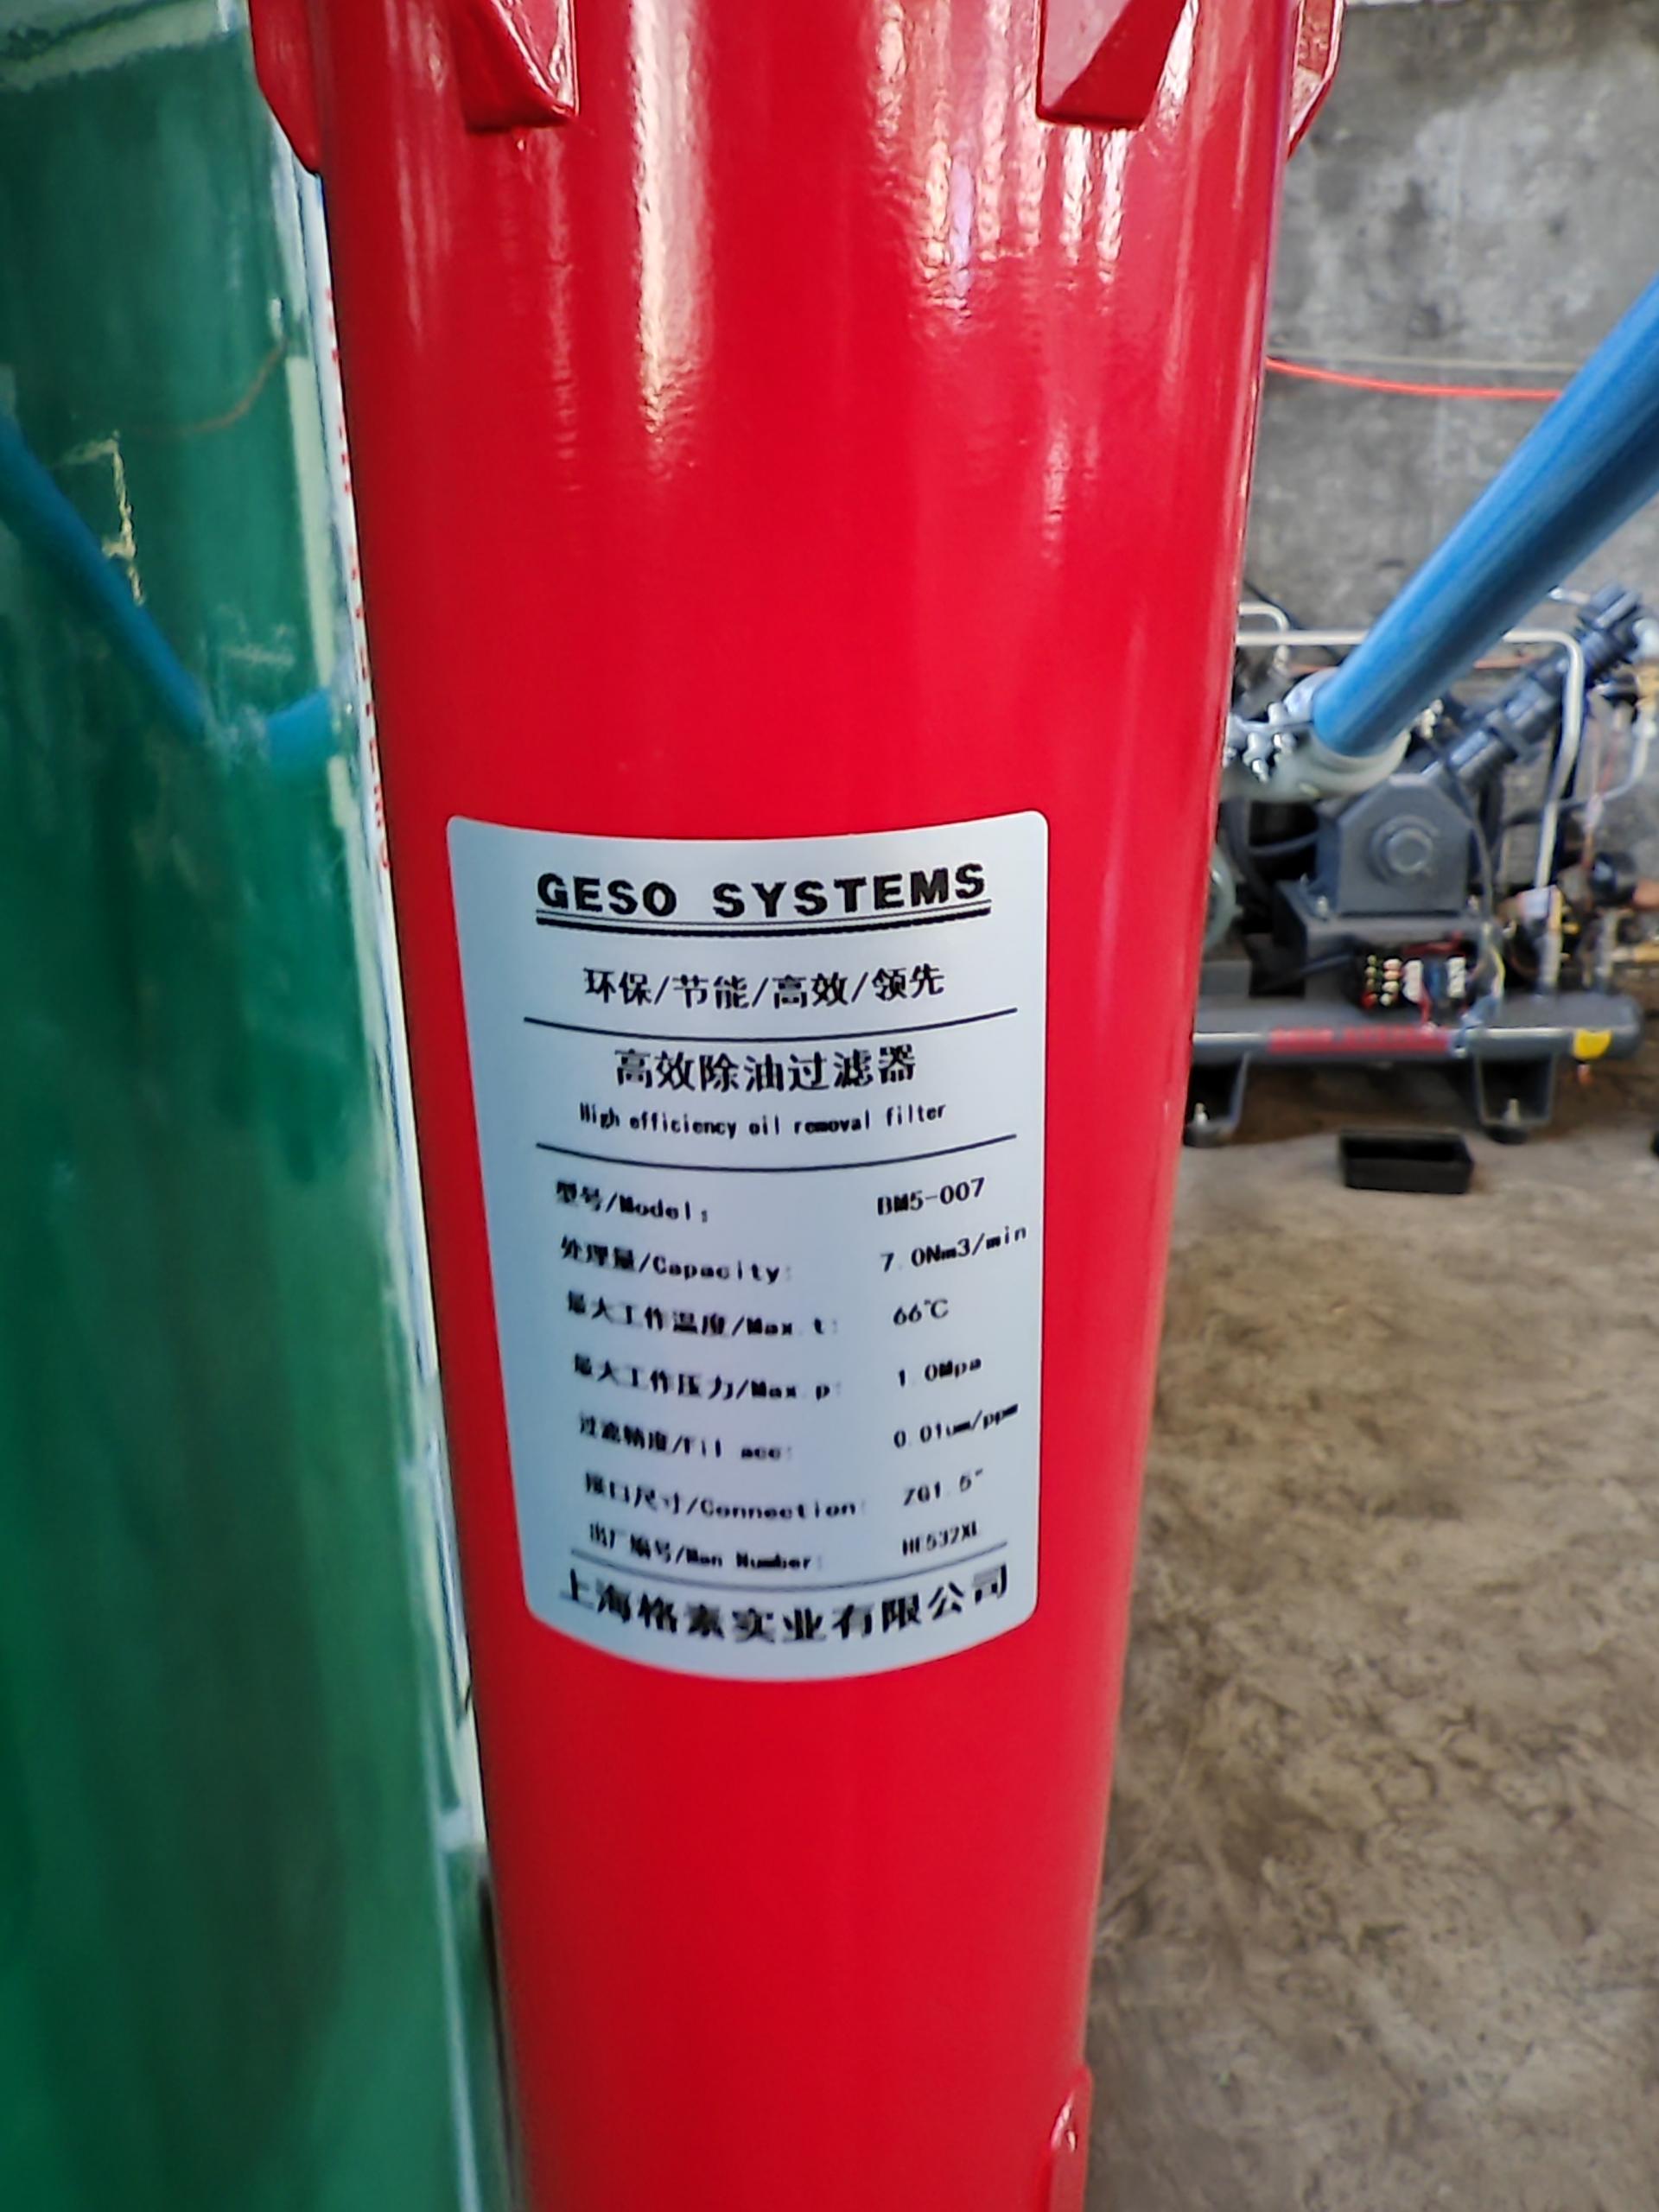 GESO SYSTEMS
环保/节能/高效/领先
高效除油过滤器
High efficiency oil removal filter
型号/Model: BM5-007
处理量/Capacity: 7.0Nm3/min
最大工作温度/Max.t: 66℃
最大工作压力/Max.p: 1.0Mpa
过滤精度/Fil acc: 0.01um/ppm
接口尺寸/Connection: ZG1.5"
出厂编号/Man Number: HF532XL
上海格素实业有限公司